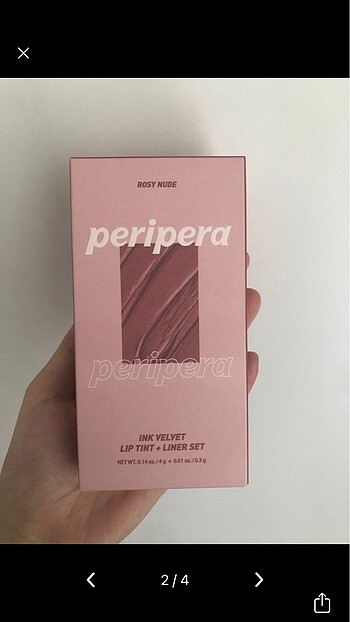 ROSY NUDE
peripera
peripera
INK VELVET
LIP TINT + LINER SET
NET WT. 0.14 oz. / 4 g + 0.01 oz. / 0.3 g
2 / 4